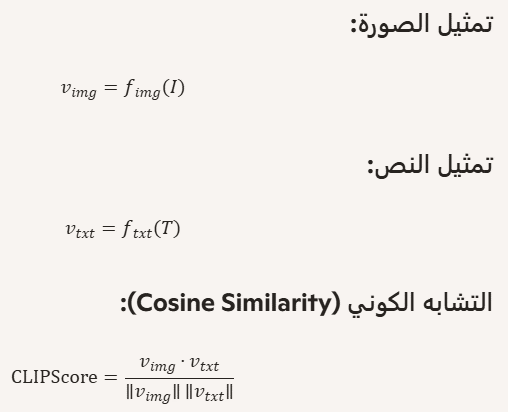 تمثيل الصورة:
v_img = f_img(I)
تمثيل النص:
v_txt = f_txt(T)
التشابه الكوني (Cosine Similarity):
CLIPScore = (v_img · v_txt) / (‖v_img‖ ‖v_txt‖)